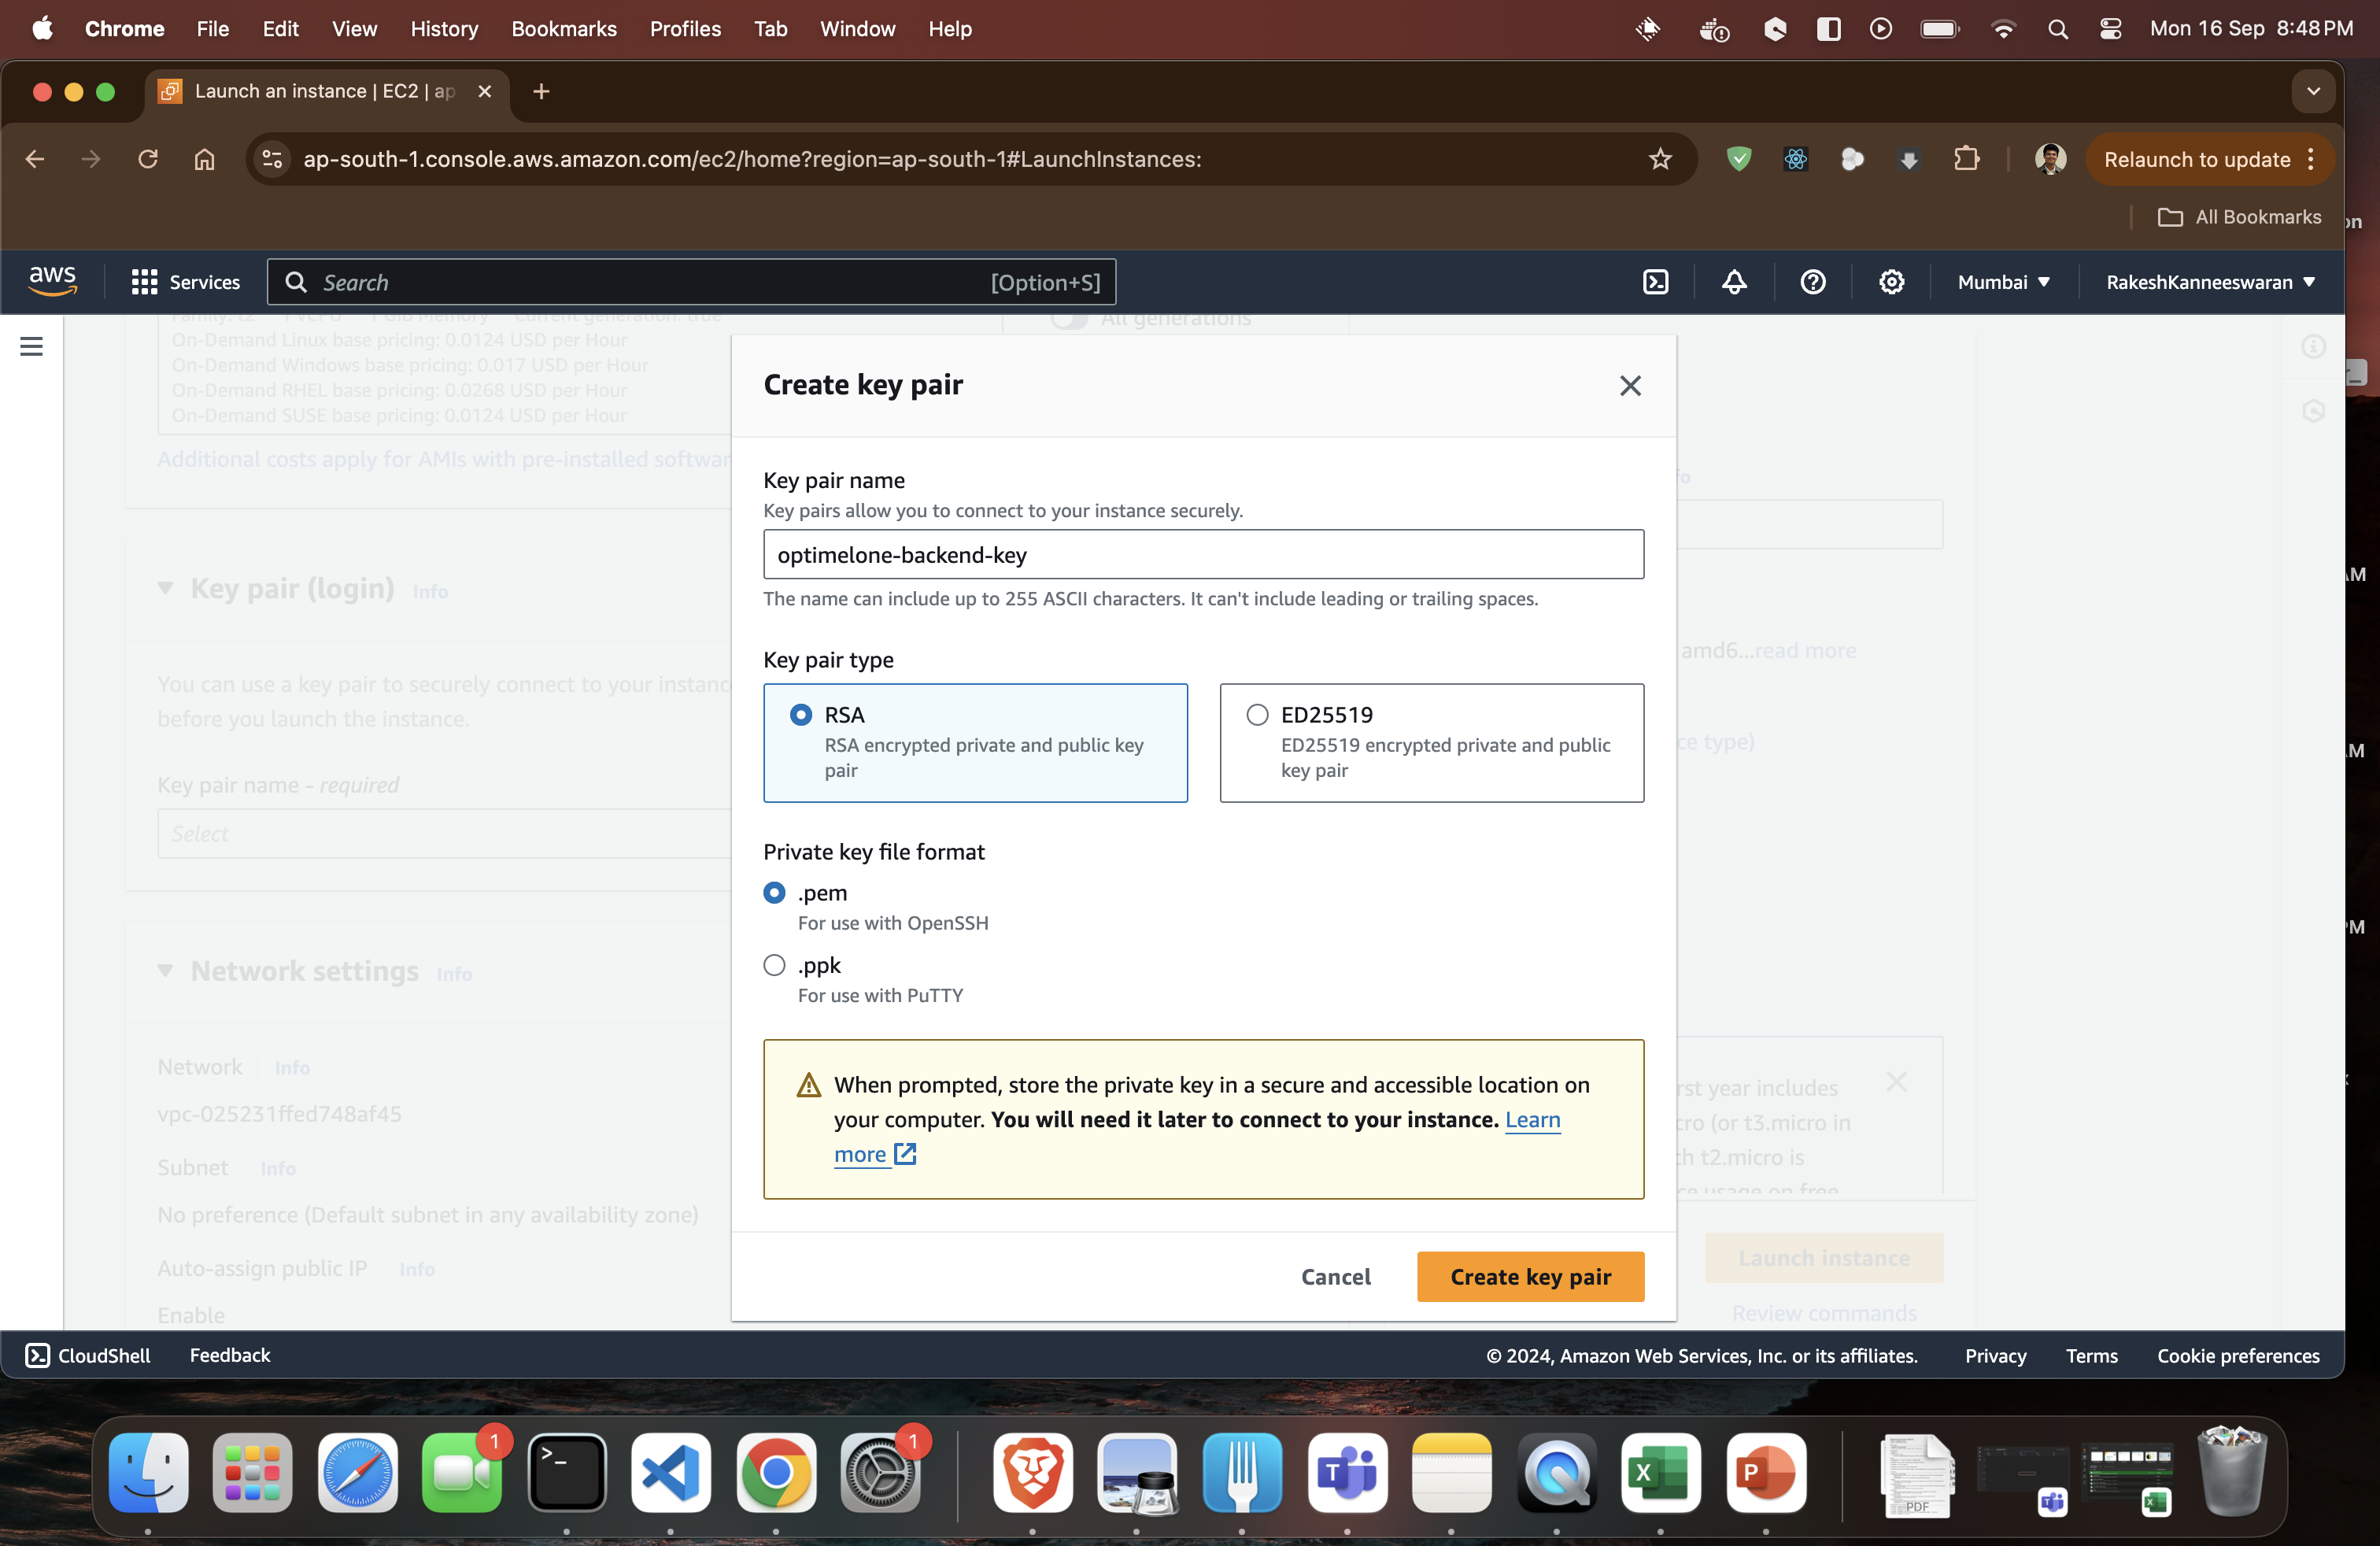 Chrome File Edit View History Bookmarks Profiles Tab Window Help Mon 16 Sep 8:48 PM
Launch an instance | EC2 | ap
ap-south-1.console.aws.amazon.com/ec2/home?region=ap-south-1#LaunchInstances:
Relaunch to update
All Bookmarks
aws Services Search [Option+S] Mumbai RakeshKanneeswaran
All generations
On-Demand Linux base pricing: 0.0124 USD per Hour
On-Demand Windows base pricing: 0.017 USD per Hour
On-Demand RHEL base pricing: 0.0268 USD per Hour
On-Demand SUSE base pricing: 0.0124 USD per Hour
Additional costs apply for AMIs with pre-installed softwar
Key pair (login) Info
You can use a key pair to securely connect to your instanc
before you launch the instance.
Key pair name - required
Select
Network settings Info
Network Info
vpc-025231ffed748af45
Subnet Info
No preference (Default subnet in any availability zone)
Auto-assign public IP Info
Enable
Create key pair
Key pair name
Key pairs allow you to connect to your instance securely.
optimelone-backend-key
The name can include up to 255 ASCII characters. It can't include leading or trailing spaces.
Key pair type
RSA
RSA encrypted private and public key
pair
ED25519
ED25519 encrypted private and public
key pair
Private key file format
.pem
For use with OpenSSH
.ppk
For use with PuTTY
When prompted, store the private key in a secure and accessible location on
your computer. You will need it later to connect to your instance. Learn
more
Cancel Create key pair
amd6...read more
ce type)
rst year includes
cro (or t3.micro in
th t2.micro is
ce usage on free
Launch instance
Review commands
CloudShell Feedback © 2024, Amazon Web Services, Inc. or its affiliates. Privacy Terms Cookie preferences
1
1
PDF